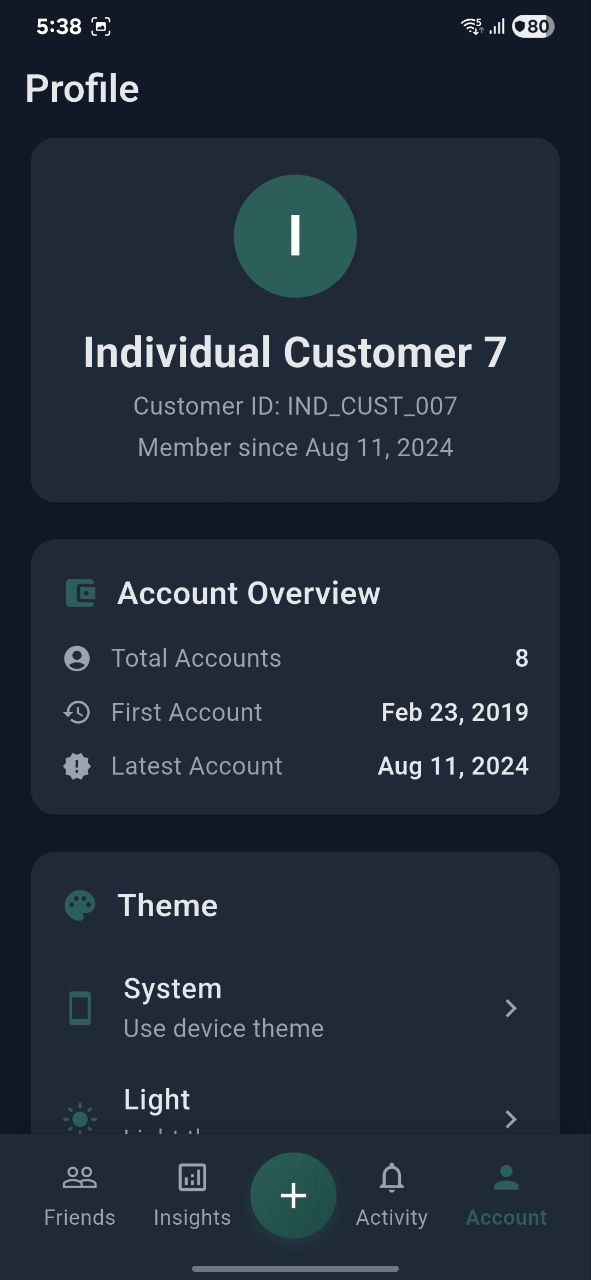 5:38
5
80
Profile
I
Individual Customer 7
Customer ID: IND_CUST_007
Member since Aug 11, 2024
Account Overview
Total Accounts 8
First Account Feb 23, 2019
Latest Account Aug 11, 2024
Theme
System
Use device theme
Light
Friends Insights + Activity Account